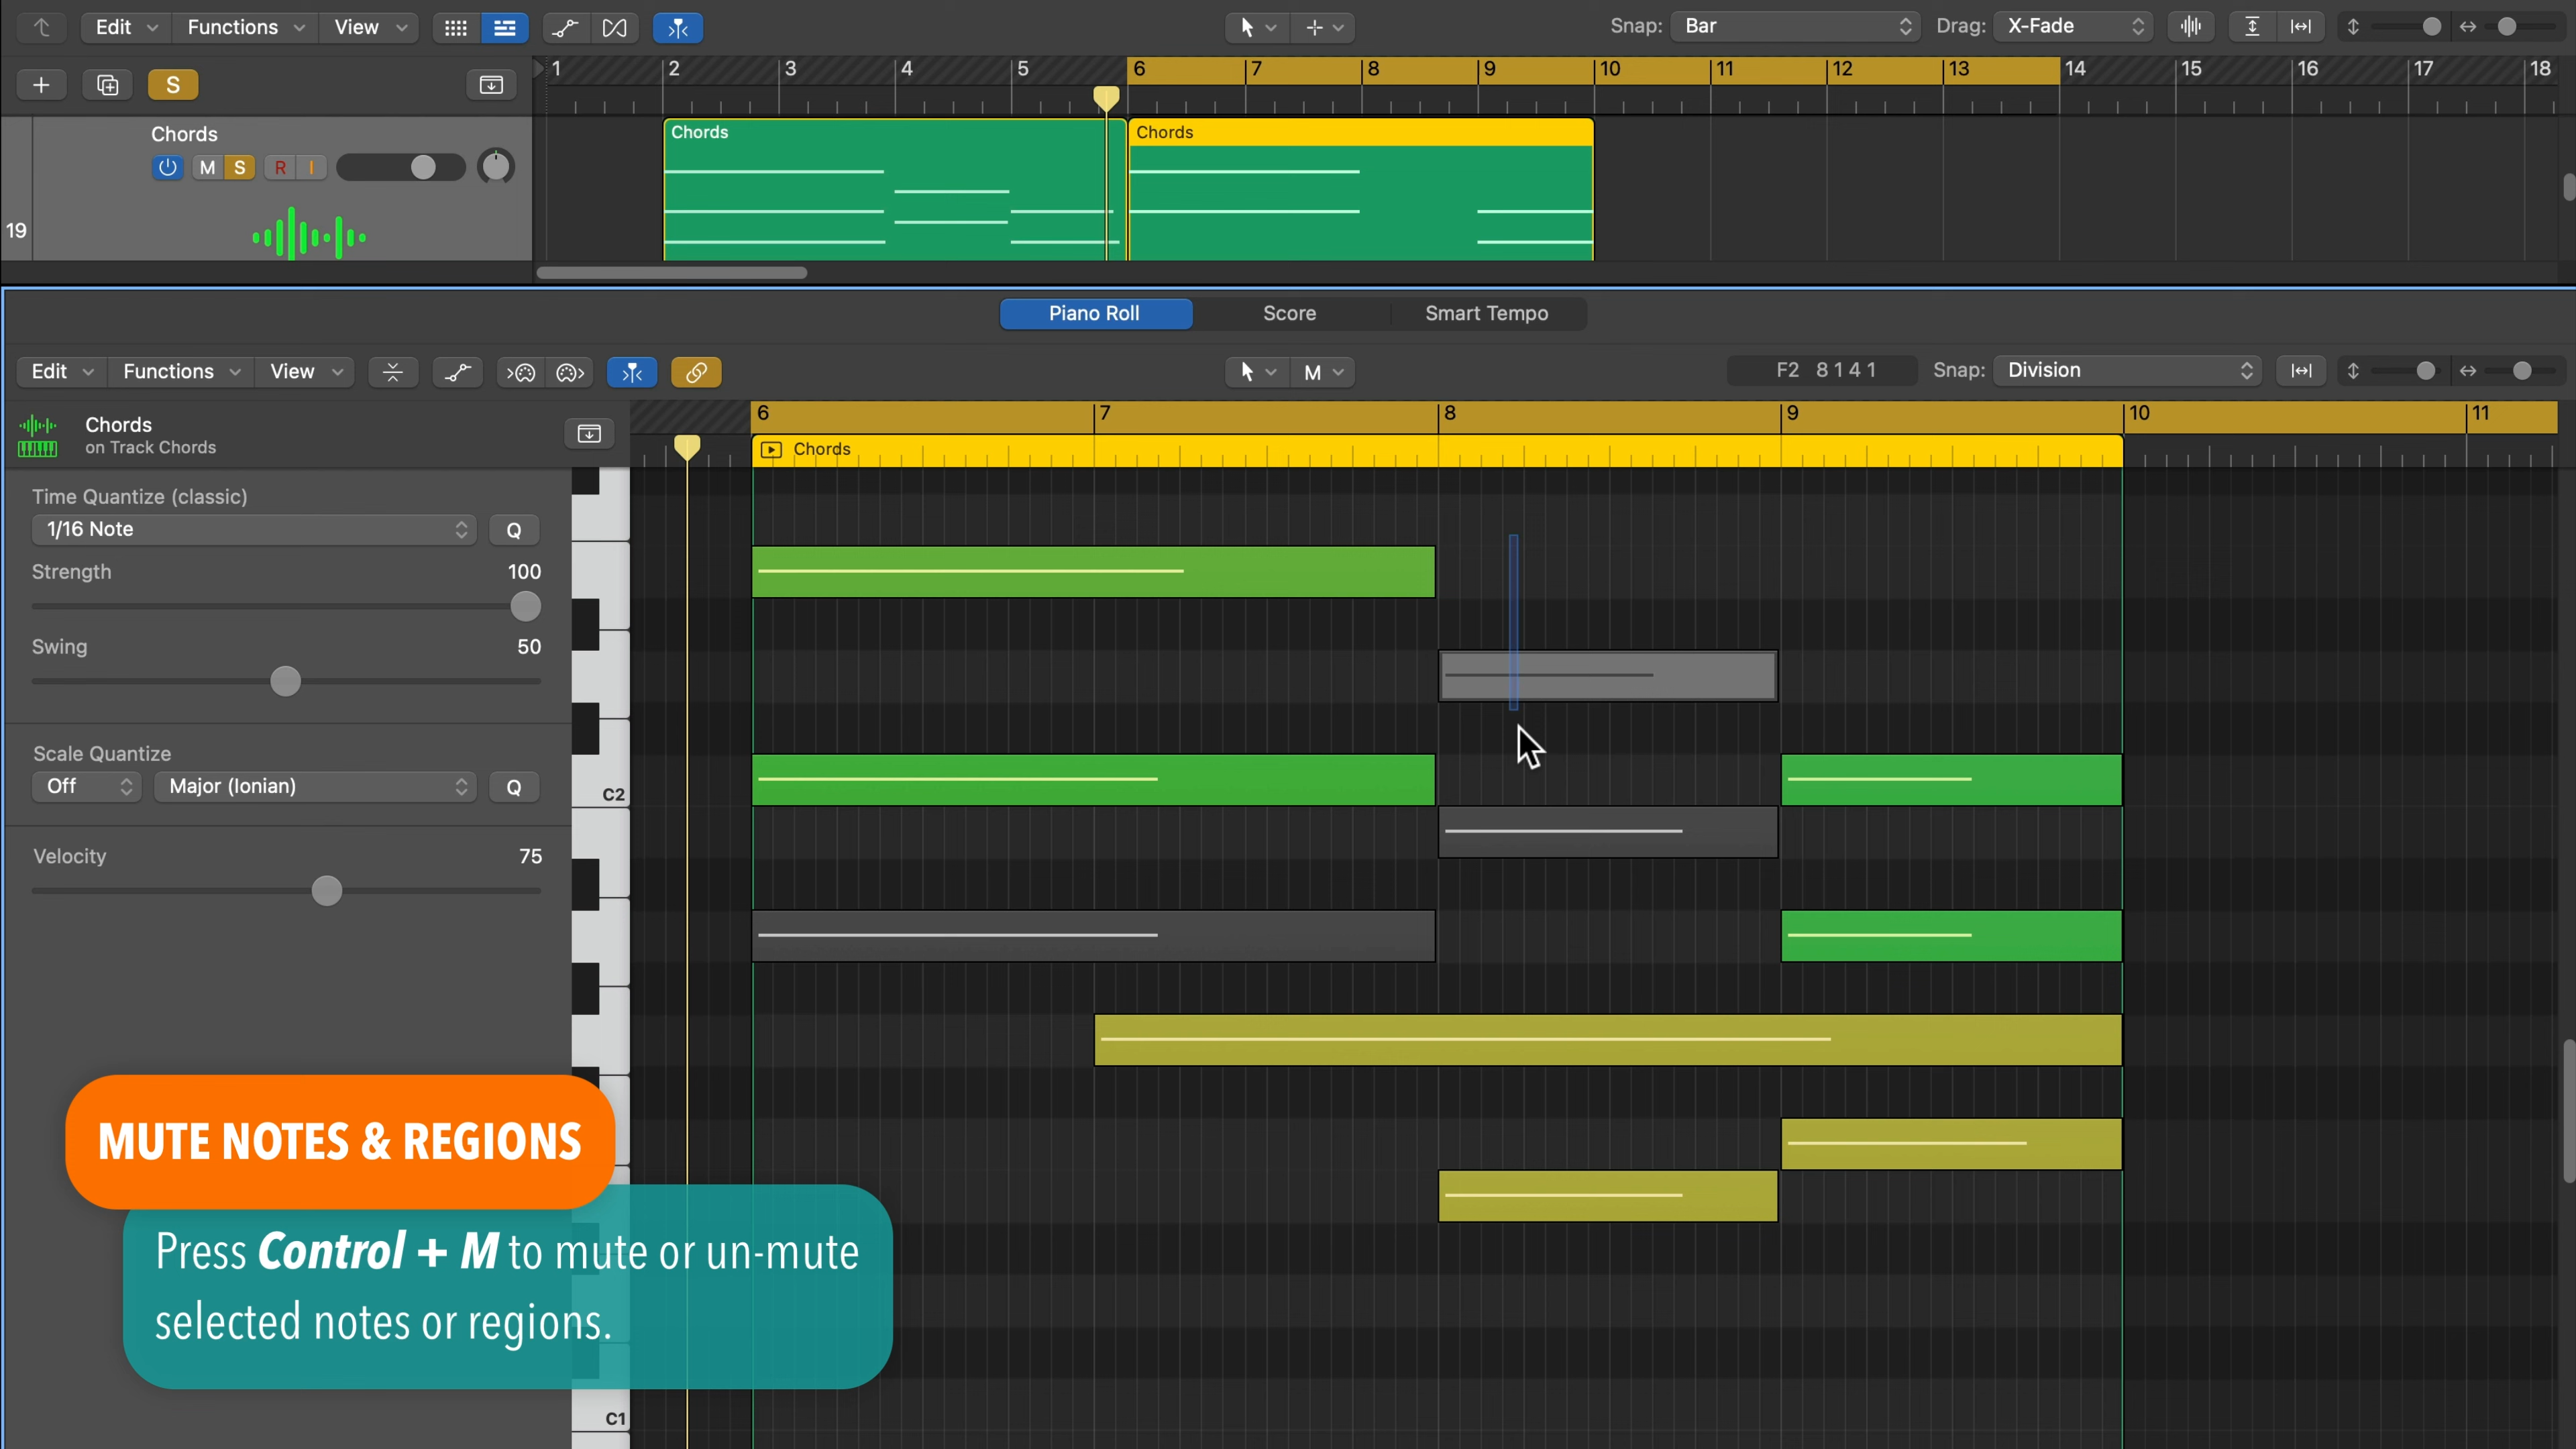 Edit Functions View Snap: Bar Drag: X-Fade
S 1 2 3 4 5 6 7 8 9 10 11 12 13 14 15 16 17 18
Chords Chords Chords
M S R I
19
Piano Roll Score Smart Tempo
Edit Functions View M F2 8 1 4 1 Snap: Division
Chords 6 7 8 9 10 11
on Track Chords Chords
Time Quantize (classic)
1/16 Note Q
Strength 100
Swing 50
Scale Quantize
Off Major (Ionian) Q
C2
Velocity 75
MUTE NOTES & REGIONS
Press Control + M to mute or un-mute
selected notes or regions.
C1